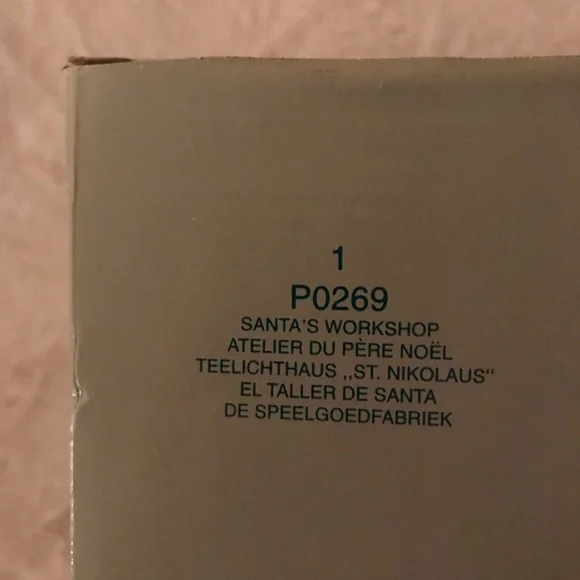 1
P0269
SANTA'S WORKSHOP
ATELIER DU PÈRE NOËL
TEELICHTHAUS ,,ST. NIKOLAUS“
EL TALLER DE SANTA
DE SPEELGOEDFABRIEK